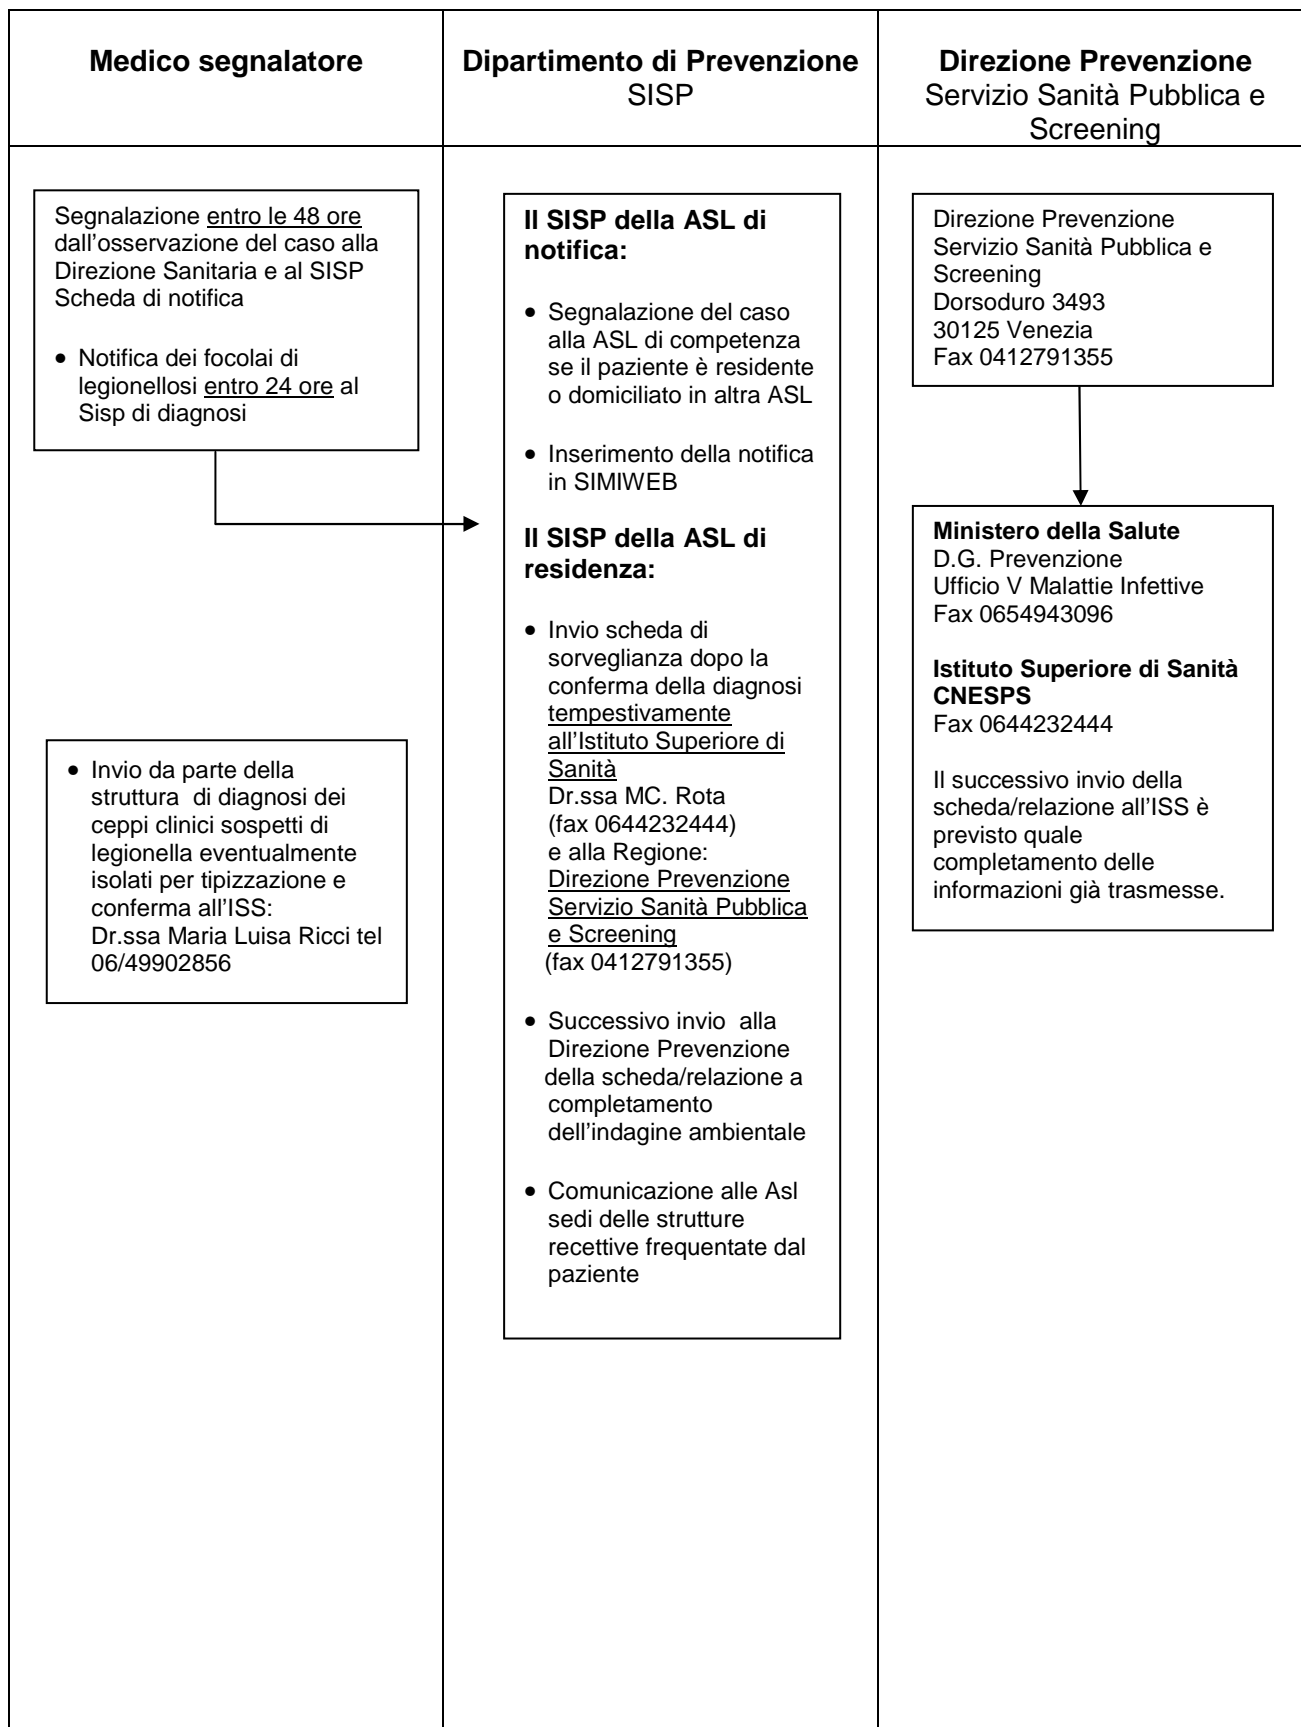 Medico segnalatore
Dipartimento di Prevenzione
SISP
Direzione Prevenzione
Servizio Sanità Pubblica e
Screening
Segnalazione entro le 48 ore
dall'osservazione del caso alla
Direzione Sanitaria e al SISP
Scheda di notifica
• Notifica dei focolai di
legionellosi entro 24 ore al
Sisp di diagnosi
• Invio da parte della
struttura  di diagnosi dei
ceppi clinici sospetti di
legionella eventualmente
isolati per tipizzazione e
conferma all'ISS:
Dr.ssa Maria Luisa Ricci tel
06/49902856
Il SISP della ASL di
notifica:
• Segnalazione del caso
alla ASL di competenza
se il paziente è residente
o domiciliato in altra ASL
• Inserimento della notifica
in SIMIWEB
Il SISP della ASL di
residenza:
• Invio scheda di
sorveglianza dopo la
conferma della diagnosi
tempestivamente
all'Istituto Superiore di
Sanità
Dr.ssa MC. Rota
(fax 0644232444)
e alla Regione:
Direzione Prevenzione
Servizio Sanità Pubblica
e Screening
(fax 0412791355)
• Successivo invio  alla
Direzione Prevenzione
della scheda/relazione a
completamento
dell'indagine ambientale
• Comunicazione alle Asl
sedi delle strutture
recettive frequentate dal
paziente
Direzione Prevenzione
Servizio Sanità Pubblica e
Screening
Dorsoduro 3493
30125 Venezia
Fax 0412791355
Ministero della Salute
D.G. Prevenzione
Ufficio V Malattie Infettive
Fax 0654943096
Istituto Superiore di Sanità
CNESPS
Fax 0644232444
Il successivo invio della
scheda/relazione all'ISS è
previsto quale
completamento delle
informazioni già trasmesse.